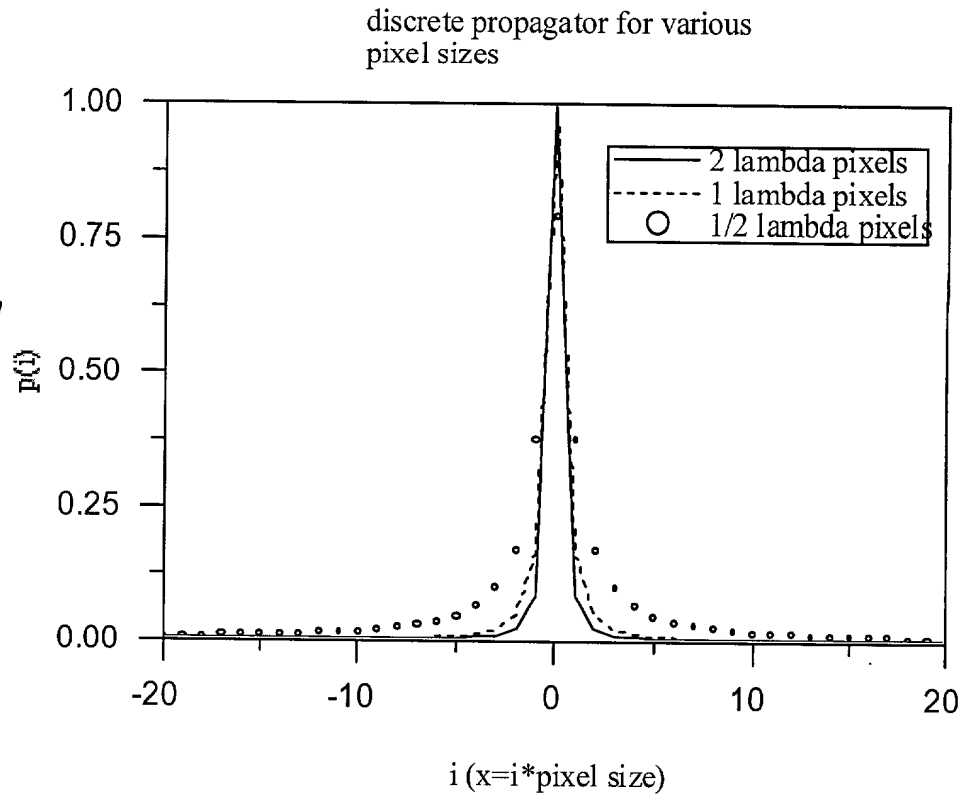 discrete propagator for various
pixel sizes
1.00
0.75
0.50
0.25
0.00
p(i)
2 lambda pixels
1 lambda pixels
1/2 lambda pixels
-20
-10
0
10
20
i (x=i*pixel size)